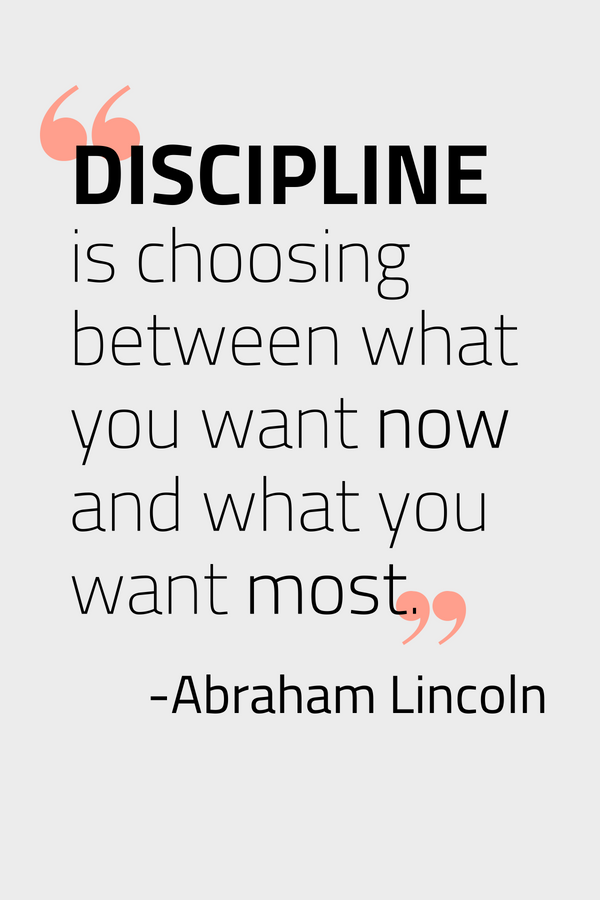 “DISCIPLINE
is choosing
between what
you want now
and what you
want most.”
-Abraham Lincoln